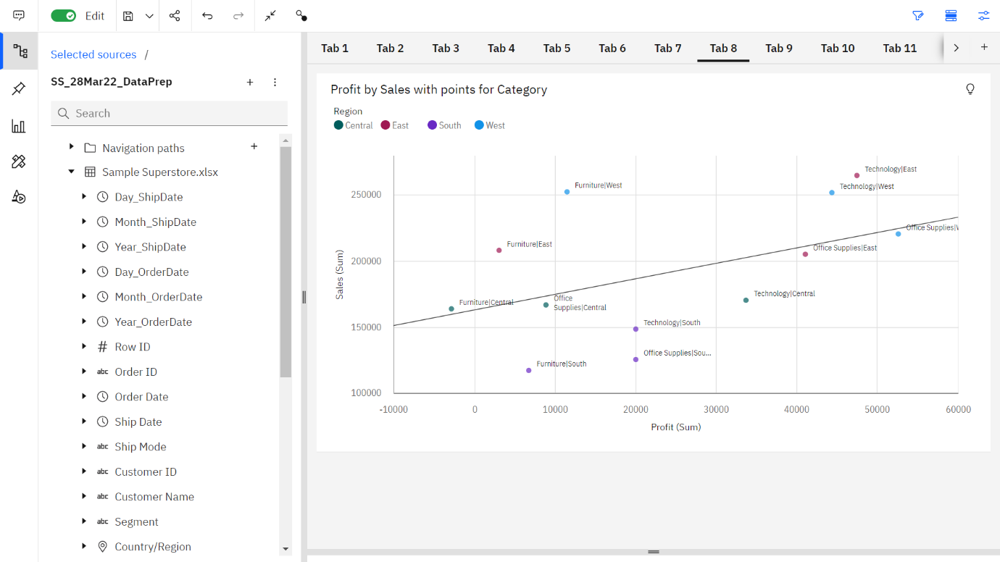 Edit
Selected sources /
SS_28Mar22_DataPrep
Search
Navigation paths
Sample Superstore.xlsx
Day_ShipDate
Month_ShipDate
Year_ShipDate
Day_OrderDate
Month_OrderDate
Year_OrderDate
# Row ID
abc Order ID
Order Date
Ship Date
abc Ship Mode
abc Customer ID
abc Customer Name
abc Segment
Country/Region
Tab 1 Tab 2 Tab 3 Tab 4 Tab 5 Tab 6 Tab 7 Tab 8 Tab 9 Tab 10 Tab 11
Profit by Sales with points for Category
Region
Central East South West
Technology|East
Furniture|West
Technology|West
250000
Office Supplies|W
Furniture|East
Office Supplies|East
200000
Sales (Sum)
Technology|Central
Furniture|Central
Office
Supplies|Central
Technology|South
150000
Office Supplies|Sou...
Furniture|South
100000
-10000 0 10000 20000 30000 40000 50000 60000
Profit (Sum)